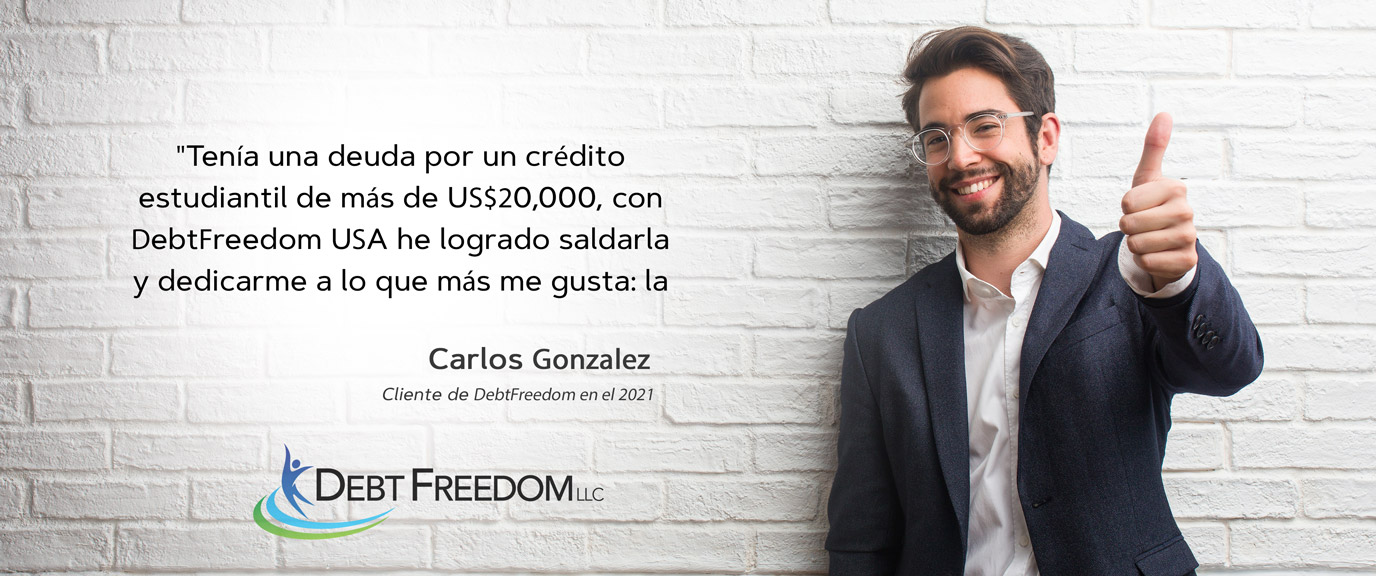 "Tenía una deuda por un crédito
estudiantil de más de US$20,000, con
DebtFreedom USA he logrado saldarla
y dedicarme a lo que más me gusta: la
Carlos Gonzalez
Cliente de DebtFreedom en el 2021
DEBT FREEDOM LLC